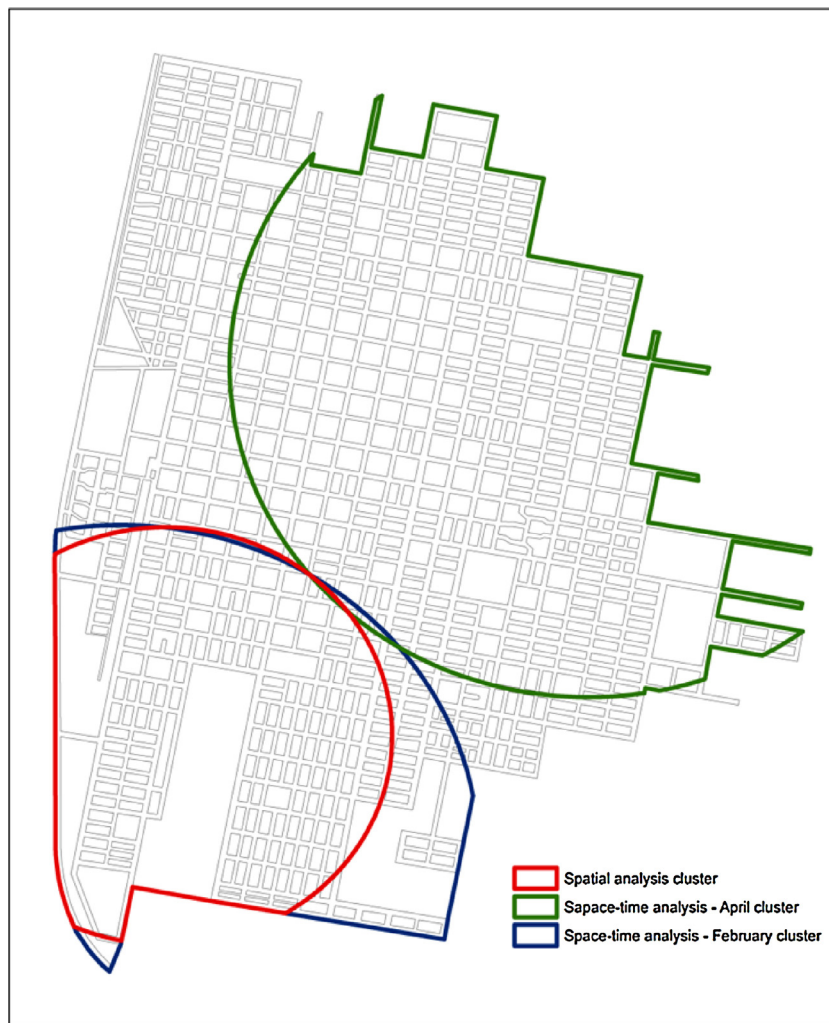 Spatial analysis cluster
Sapace-time analysis - April cluster
Space-time analysis - February cluster